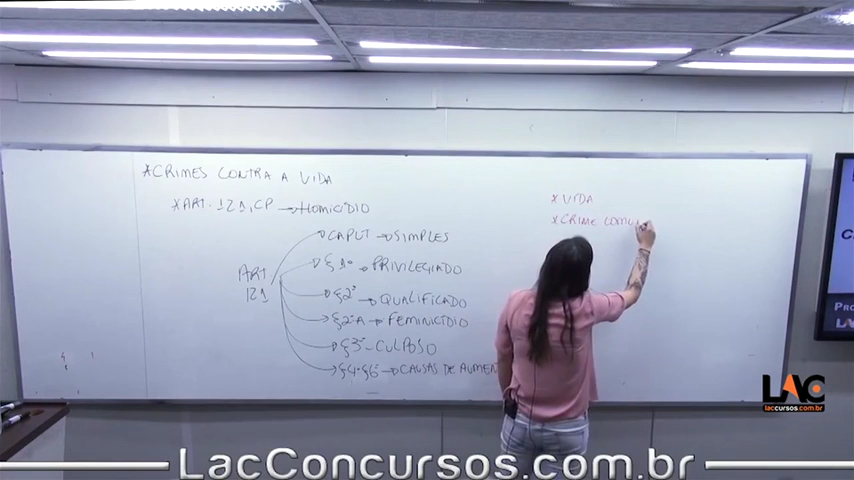 *CRIMES CONTRA A VIDA
*ART. 121, CP → HOMICÍDIO
ART. 121
CAPUT → SIMPLES
§1º → PRIVILEGIADO
§2º → QUALIFICADO
§2º-A → FEMINICÍDIO
§3º - CULPOSO
§4º-§6º → CAUSAS DE AUMEN
* VIDA
* CRIME COMU
LAC
laccursos.com.br
LacConcursos.com.br